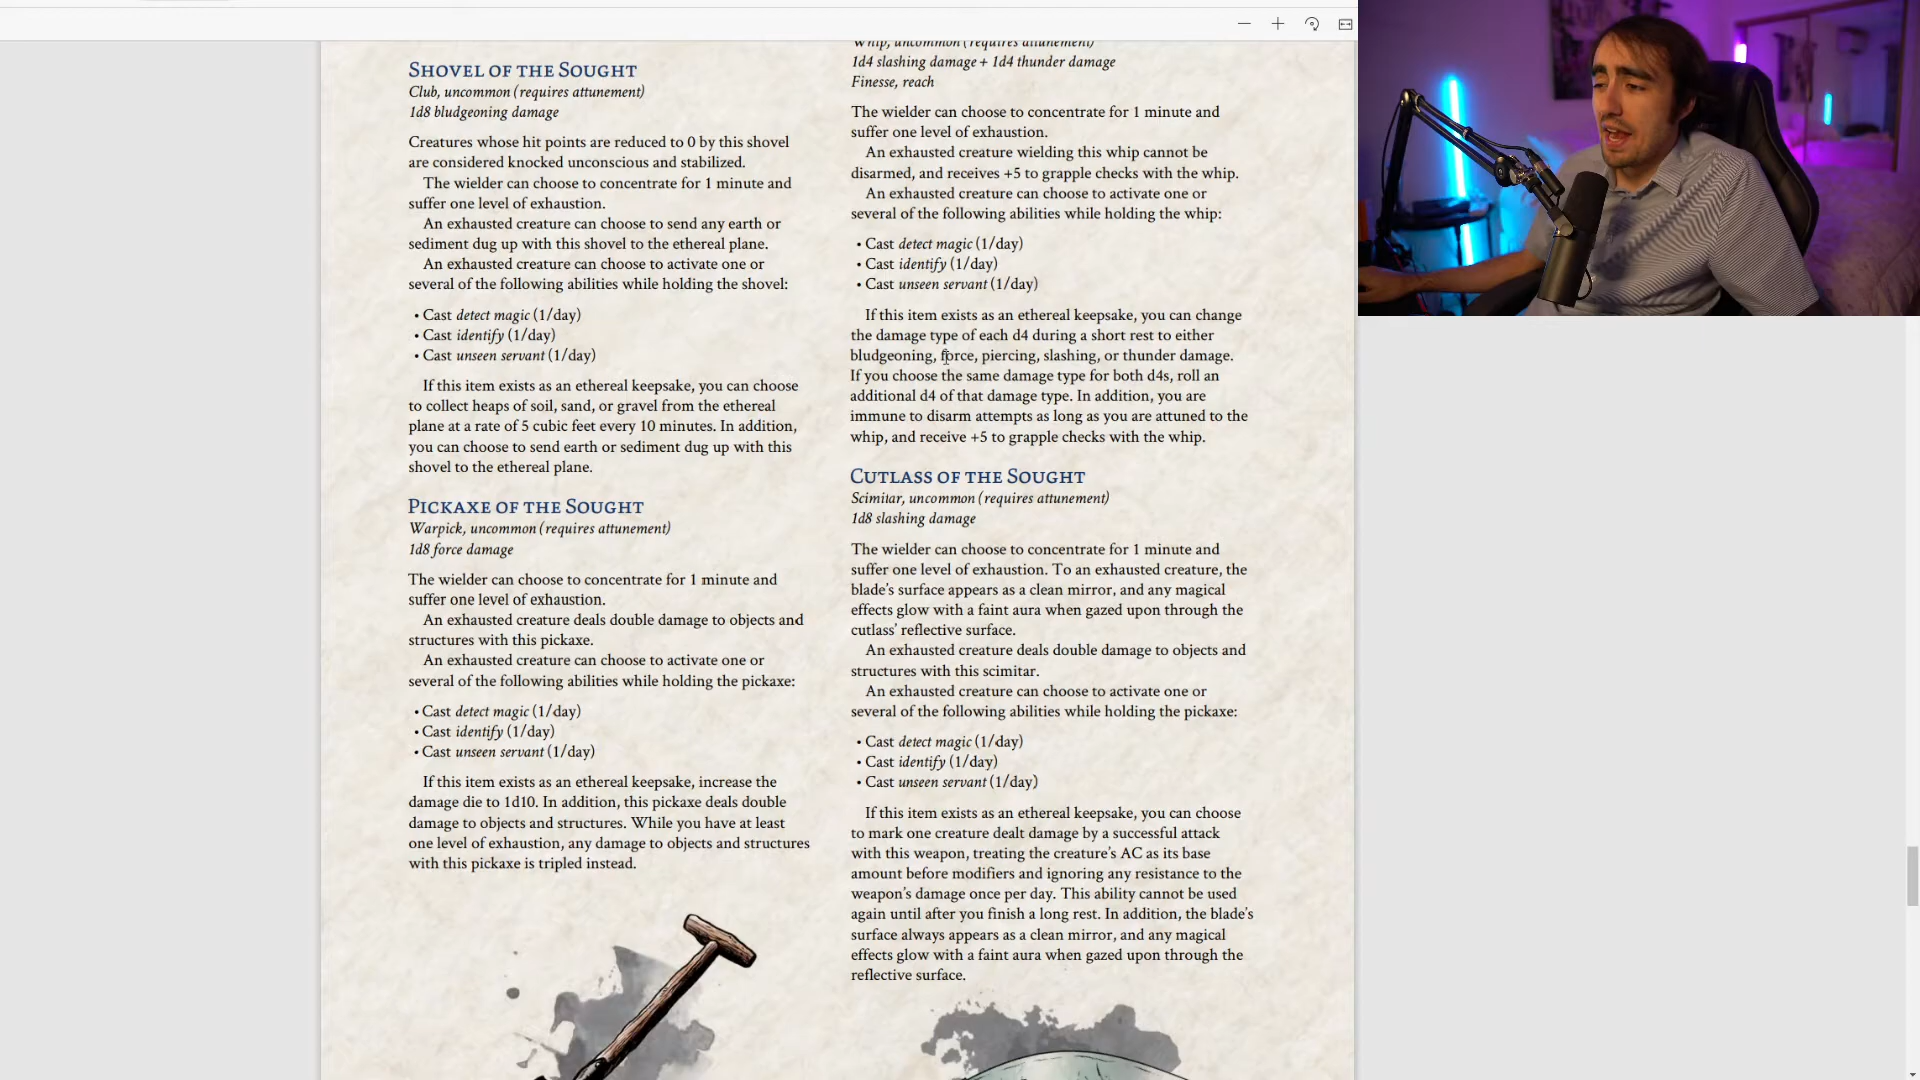 SHOVEL OF THE SOUGHT
Club, uncommon (requires attunement)
1d8 bludgeoning damage
Creatures whose hit points are reduced to 0 by this shovel
are considered knocked unconscious and stabilized.
The wielder can choose to concentrate for 1 minute and
suffer one level of exhaustion.
An exhausted creature can choose to send any earth or
sediment dug up with this shovel to the ethereal plane.
An exhausted creature can choose to activate one or
several of the following abilities while holding the shovel:
• Cast detect magic (1/day)
• Cast identify (1/day)
• Cast unseen servant (1/day)
If this item exists as an ethereal keepsake, you can choose
to collect heaps of soil, sand, or gravel from the ethereal
plane at a rate of 5 cubic feet every 10 minutes. In addition,
you can choose to send earth or sediment dug up with this
shovel to the ethereal plane.
PICKAXE OF THE SOUGHT
Warpick, uncommon (requires attunement)
1d8 force damage
The wielder can choose to concentrate for 1 minute and
suffer one level of exhaustion.
An exhausted creature deals double damage to objects and
structures with this pickaxe.
An exhausted creature can choose to activate one or
several of the following abilities while holding the pickaxe:
• Cast detect magic (1/day)
• Cast identify (1/day)
• Cast unseen servant (1/day)
If this item exists as an ethereal keepsake, increase the
damage die to 1d10. In addition, this pickaxe deals double
damage to objects and structures. While you have at least
one level of exhaustion, any damage to objects and structures
with this pickaxe is tripled instead.
Whip, uncommon (requires attunement)
1d4 slashing damage + 1d4 thunder damage
Finesse, reach
The wielder can choose to concentrate for 1 minute and
suffer one level of exhaustion.
An exhausted creature wielding this whip cannot be
disarmed, and receives +5 to grapple checks with the whip.
An exhausted creature can choose to activate one or
several of the following abilities while holding the whip:
• Cast detect magic (1/day)
• Cast identify (1/day)
• Cast unseen servant (1/day)
If this item exists as an ethereal keepsake, you can change
the damage type of each d4 during a short rest to either
bludgeoning, force, piercing, slashing, or thunder damage.
If you choose the same damage type for both d4s, roll an
additional d4 of that damage type. In addition, you are
immune to disarm attempts as long as you are attuned to the
whip, and receive +5 to grapple checks with the whip.
CUTLASS OF THE SOUGHT
Scimitar, uncommon (requires attunement)
1d8 slashing damage
The wielder can choose to concentrate for 1 minute and
suffer one level of exhaustion. To an exhausted creature, the
blade's surface appears as a clean mirror, and any magical
effects glow with a faint aura when gazed upon through the
cutlass' reflective surface.
An exhausted creature deals double damage to objects and
structures with this scimitar.
An exhausted creature can choose to activate one or
several of the following abilities while holding the pickaxe:
• Cast detect magic (1/day)
• Cast identify (1/day)
• Cast unseen servant (1/day)
If this item exists as an ethereal keepsake, you can choose
to mark one creature dealt damage by a successful attack
with this weapon, treating the creature's AC as its base
amount before modifiers and ignoring any resistance to the
weapon's damage once per day. This ability cannot be used
again until after you finish a long rest. In addition, the blade's
surface always appears as a clean mirror, and any magical
effects glow with a faint aura when gazed upon through the
reflective surface.